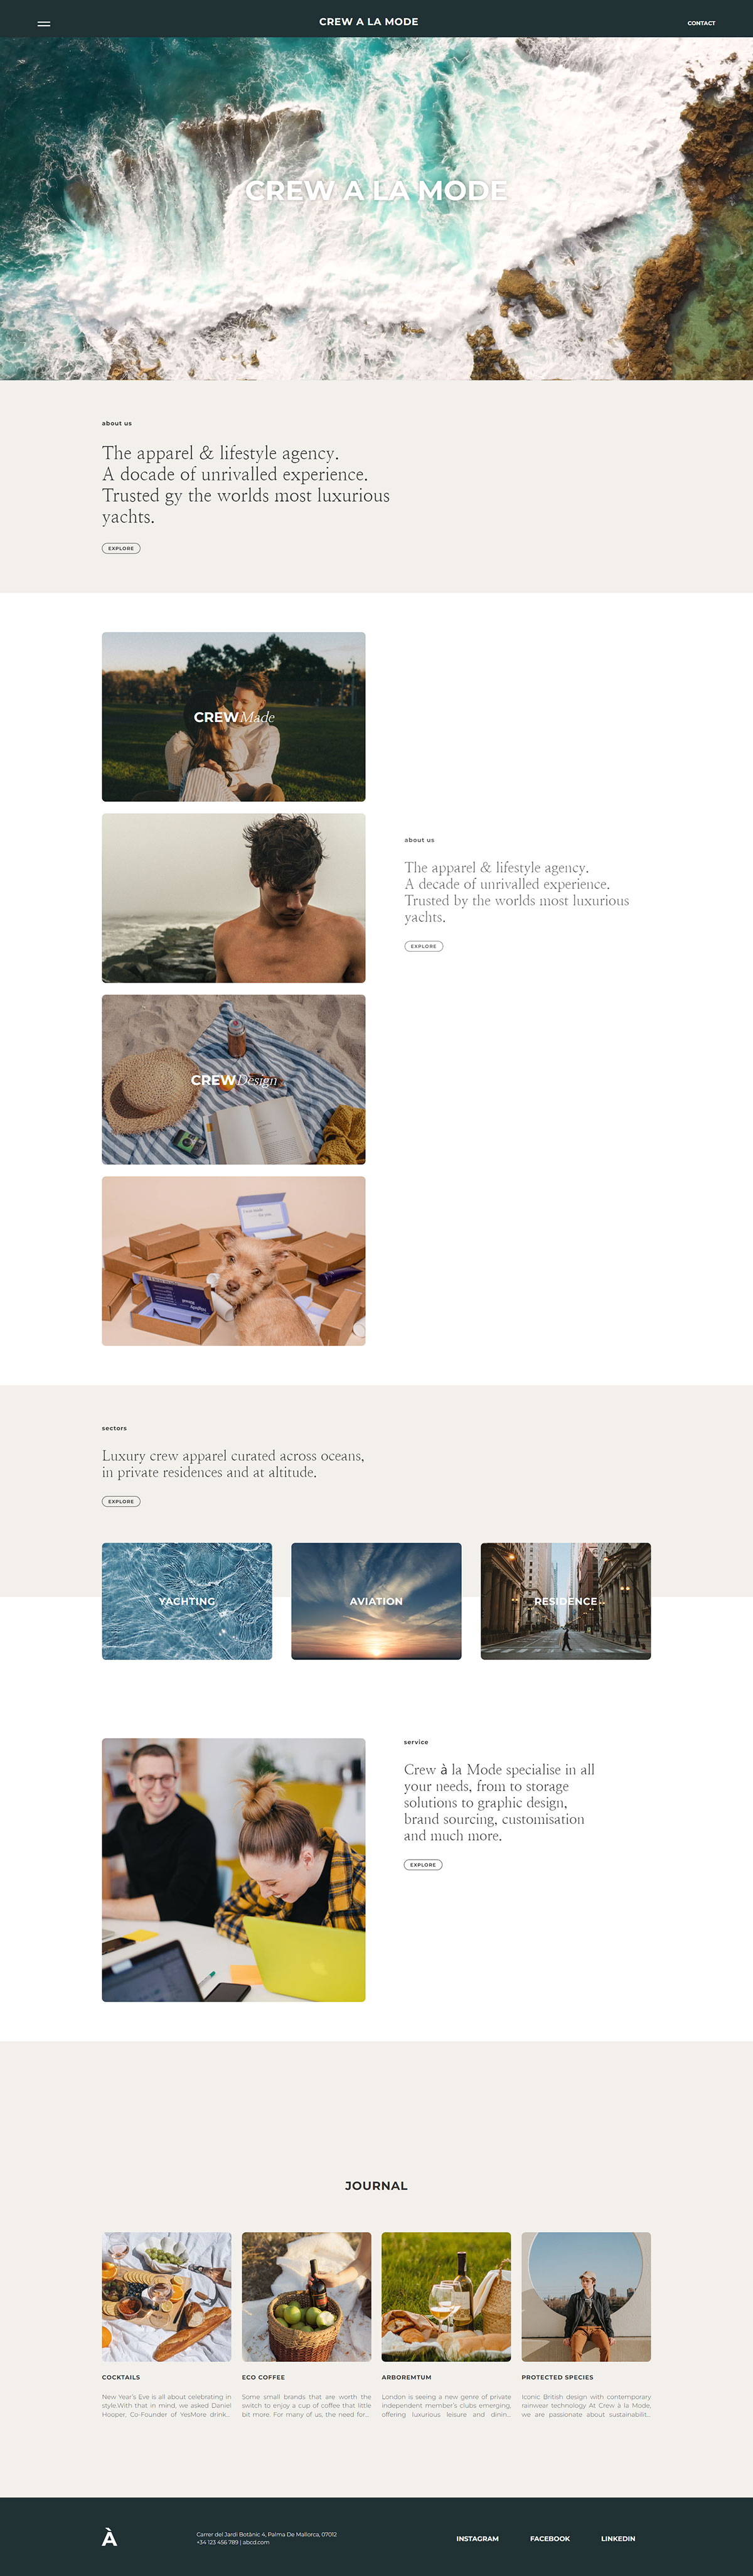 CREW A LA MODE
CONTACT
CREW A LA MODE
about us
The apparel & lifestyle agency.
A docade of unrivalled experience.
Trusted gy the worlds most luxurious
yachts.
EXPLORE
CREWMade
about us
The apparel & lifestyle agency.
A decade of unrivalled experience.
Trusted by the worlds most luxurious
yachts.
EXPLORE
CREWDesign
sectors
Luxury crew apparel curated across oceans,
in private residences and at altitude.
EXPLORE
YACHTING
AVIATION
RESIDENCE
service
Crew à la Mode specialise in all
your needs, from to storage
solutions to graphic design,
brand sourcing, customisation
and much more.
EXPLORE
JOURNAL
COCKTAILS
New Year's Eve is all about celebrating in
style.With that in mind, we asked Daniel
Hooper, Co-Founder of YesMore drink...
ECO COFFEE
Some small brands that are worth the
switch to enjoy a cup of coffee that little
bit more. For many of us, the need for...
ARBOREMTUM
London is seeing a new genre of private
independent member's clubs emerging,
offering luxurious leisure and dinin...
PROTECTED SPECIES
Iconic British design with contemporary
rainwear technology At Crew à la Mode,
we are passionate about sustainabilit...
À
Carrer del Jardí Botànic 4, Palma De Mallorca, 07012
+34 123 456 789 | abcd.com
INSTAGRAM
FACEBOOK
LINKEDIN